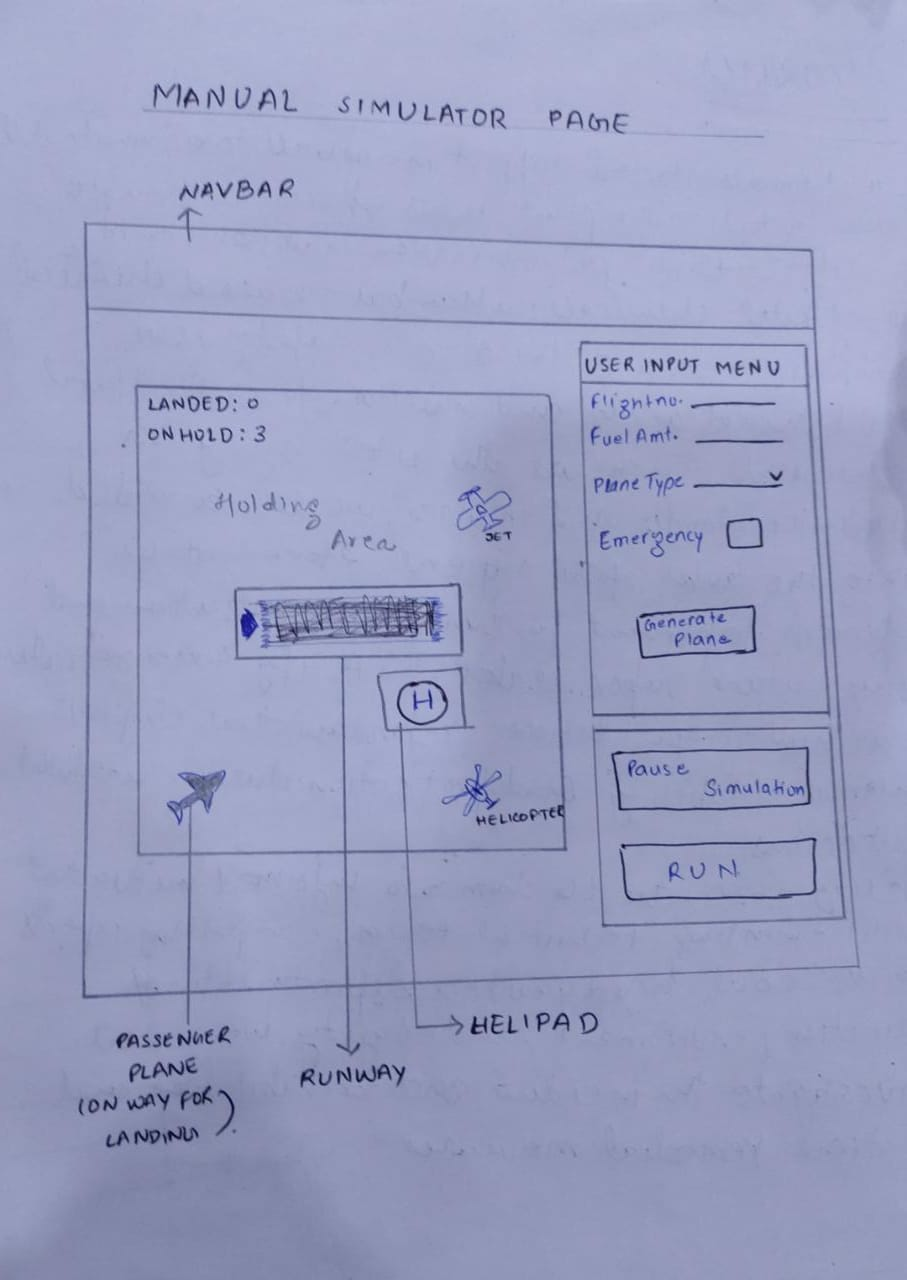 MANUAL SIMULATOR PAGE
NAVBAR
LANDED: 0
ON HOLD: 3
Holding
Area
JET
H
HELICOPTER
USER INPUT MENU
Flight no.
Fuel Amt.
Plane Type
Emergency
Generate
Plane
Pause
Simulation
RUN
PASSENGER
PLANE
(ON WAY FOR
LANDING)
RUNWAY
HELIPAD